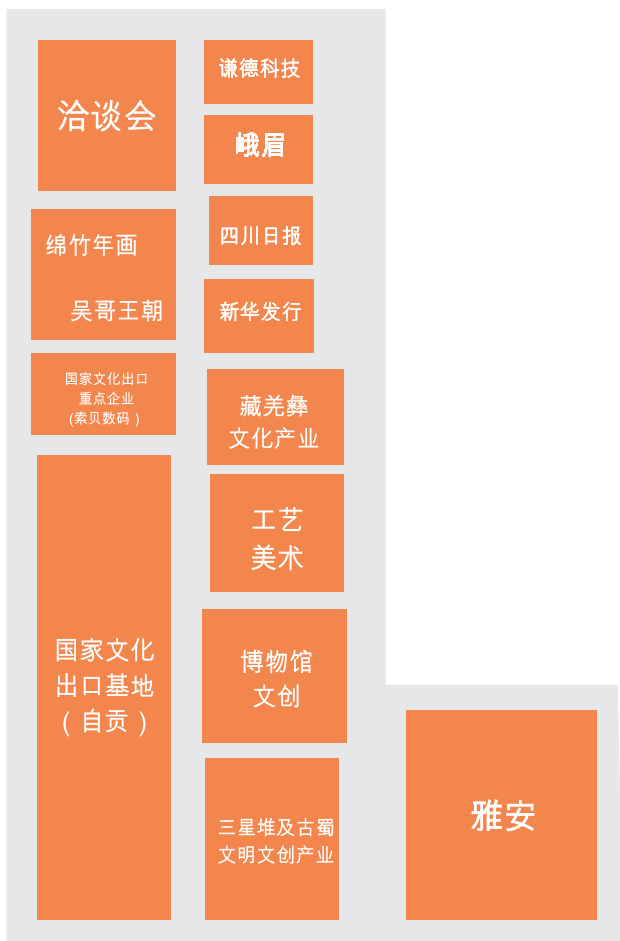 洽谈会
绵竹年画
吴哥王朝
国家文化出口
重点企业
(索贝数码)
国家文化
出口基地
(自贡)
谦德科技
峨眉
四川日报
新华发行
藏羌彝
文化产业
工艺
美术
博物馆
文创
三星堆及古蜀
文明文创产业
雅安